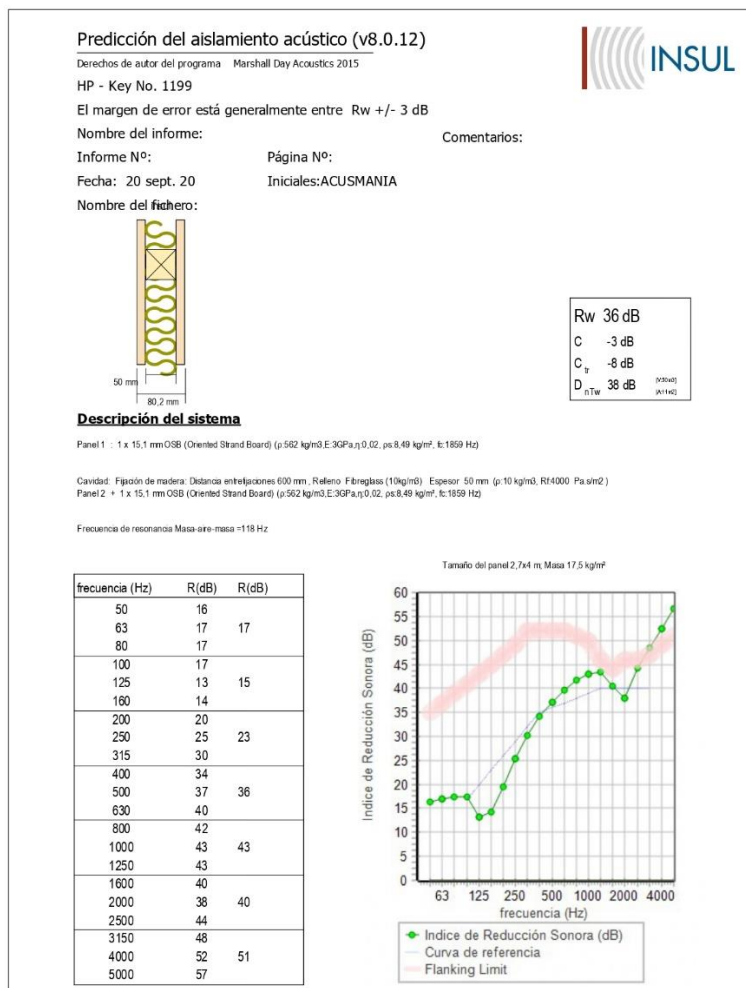 Predicción del aislamiento acústico (v8.0.12)
INSUL
Derechos de autor del programa Marshall Day Acoustics 2015
HP - Key No. 1199
El margen de error está generalmente entre Rw +/- 3 dB
Nombre del informe:
Comentarios:
Informe Nº:
Página Nº:
Fecha: 20 sept. 20
Iniciales:ACUSMANIA
Nombre del fichero:
50 mm
80,2 mm
Rw 36 dB
C -3 dB
C tr -8 dB
D nTw 38 dB
Descripción del sistema
Panel 1 : 1 x 15,1 mm OSB (Oriented Strand Board) (ρ:562 kg/m3,E:3GPa,η:0,02, ρs:8,49 kg/m², fc:1859 Hz)
Cavidad: Fijación de madera: Distancia entrefijaciones 600 mm , Relleno Fibreglass (10kg/m3) Espesor 50 mm (ρ:10 kg/m3, Rf:4000 Pa.s/m2 )
Panel 2 + 1 x 15,1 mm OSB (Oriented Strand Board) (ρ:562 kg/m3,E:3GPa,η:0,02, ρs:8,49 kg/m², fc:1859 Hz)
Frecuencia de resonancia Masa-aire-masa =118 Hz
frecuencia (Hz) R(dB) R(dB)
50 16
63 17 17
80 17
100 17
125 13 15
160 14
200 20
250 25 23
315 30
400 34
500 37 36
630 40
800 42
1000 43 43
1250 43
1600 40
2000 38 40
2500 44
3150 48
4000 52 51
5000 57
Tamaño del panel 2,7x4 m; Masa 17,5 kg/m²
Indice de Reducción Sonora (dB)
60
55
50
45
40
35
30
25
20
15
10
5
0
63 125 250 500 1000 2000 4000
frecuencia (Hz)
Indice de Reducción Sonora (dB)
Curva de referencia
Flanking Limit